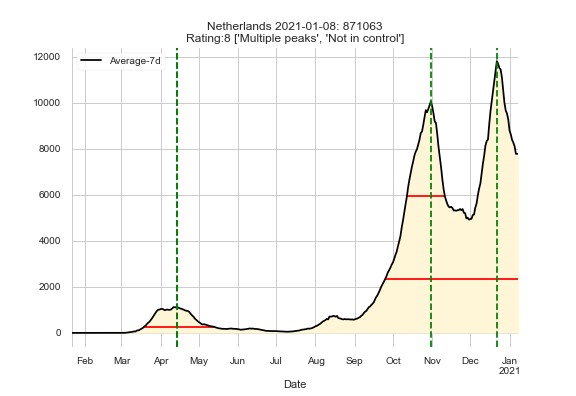 Netherlands 2021-01-08: 871063
Rating:8 ['Multiple peaks', 'Not in control']
Average-7d
12000
10000
8000
6000
4000
2000
0
Feb Mar Apr May Jun Jul Aug Sep Oct Nov Dec Jan
2021
Date